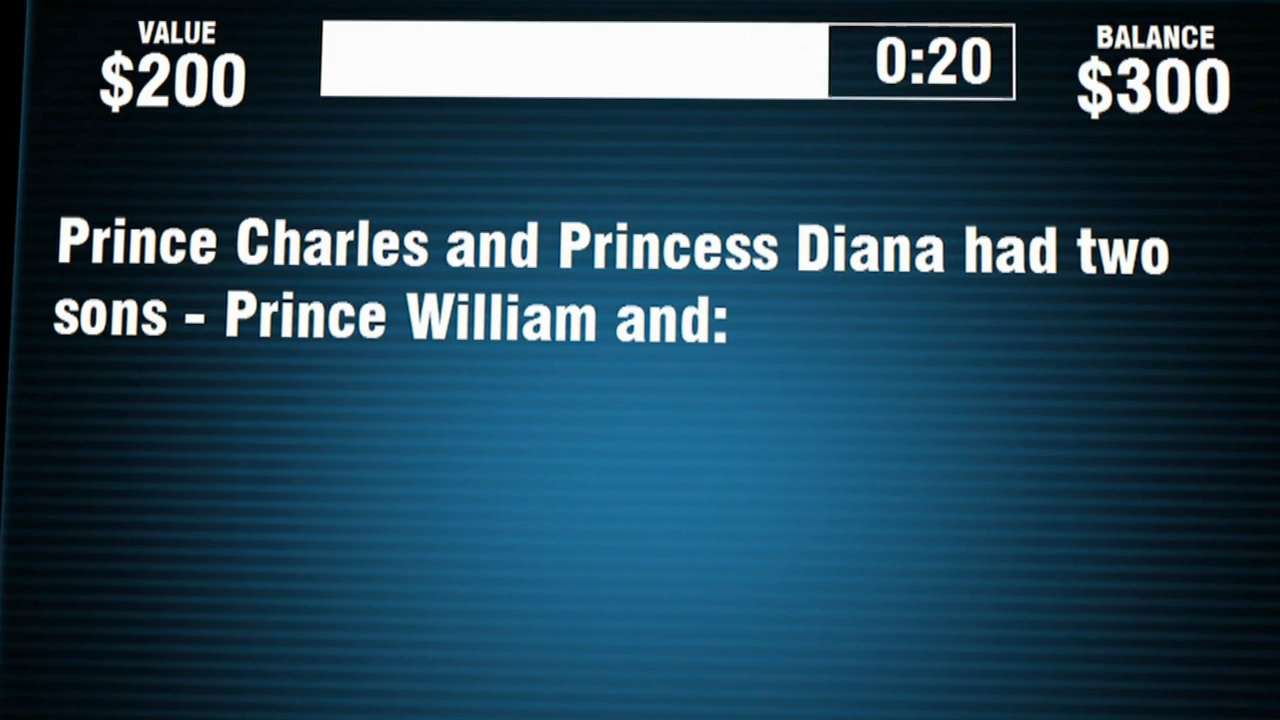 VALUE
$200
0:20
BALANCE
$300
Prince Charles and Princess Diana had two
sons - Prince William and: